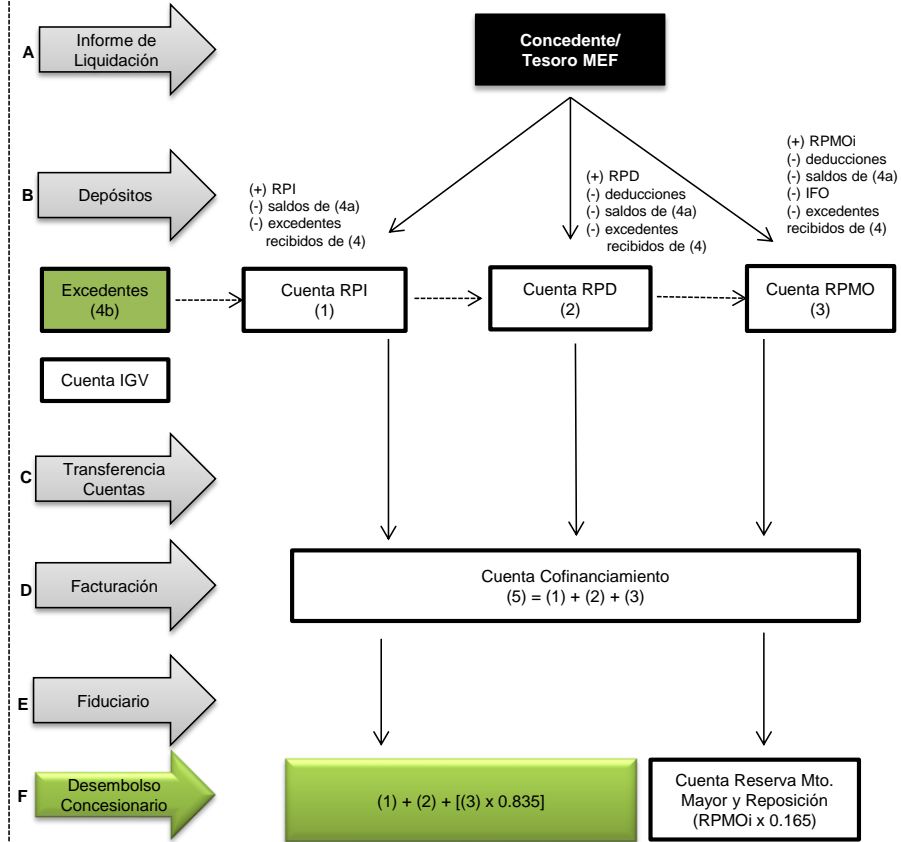 A
Informe de
Liquidación
Concedente/
Tesoro MEF
B
Depósitos
(+) RPI
(-) saldos de (4a)
(-) excedentes
recibidos de (4)
(+) RPD
(-) deducciones
(-) saldos de (4a)
(-) excedentes
recibidos de (4)
(+) RPMOi
(-) deducciones
(-) saldos de (4a)
(-) IFO
(-) excedentes
recibidos de (4)
Excedentes
(4b)
Cuenta RPI
(1)
Cuenta RPD
(2)
Cuenta RPMO
(3)
Cuenta IGV
C
Transferencia
Cuentas
D
Facturación
Cuenta Cofinanciamiento
(5) = (1) + (2) + (3)
E
Fiduciario
F
Desembolso
Concesionario
(1) + (2) + [(3) x 0.835]
Cuenta Reserva Mto.
Mayor y Reposición
(RPMOi x 0.165)